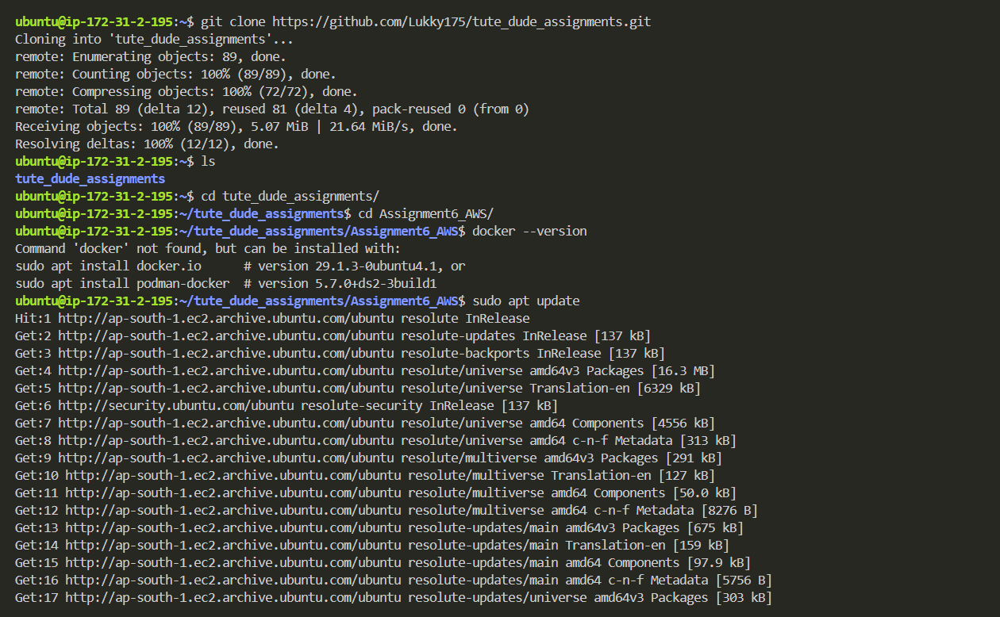 ubuntu@ip-172-31-2-195:~$ git clone https://github.com/Lukky175/tute_dude_assignments.git
Cloning into 'tute_dude_assignments'...
remote: Enumerating objects: 89, done.
remote: Counting objects: 100% (89/89), done.
remote: Compressing objects: 100% (72/72), done.
remote: Total 89 (delta 12), reused 81 (delta 4), pack-reused 0 (from 0)
Receiving objects: 100% (89/89), 5.07 MiB | 21.64 MiB/s, done.
Resolving deltas: 100% (12/12), done.
ubuntu@ip-172-31-2-195:~$ ls
tute_dude_assignments
ubuntu@ip-172-31-2-195:~$ cd tute_dude_assignments/
ubuntu@ip-172-31-2-195:~/tute_dude_assignments$ cd Assignment6_AWS/
ubuntu@ip-172-31-2-195:~/tute_dude_assignments/Assignment6_AWS$ docker --version
Command 'docker' not found, but can be installed with:
sudo apt install docker.io      # version 29.1.3-0ubuntu4.1, or
sudo apt install podman-docker  # version 5.7.0+ds2-3build1
ubuntu@ip-172-31-2-195:~/tute_dude_assignments/Assignment6_AWS$ sudo apt update
Hit:1 http://ap-south-1.ec2.archive.ubuntu.com/ubuntu resolute InRelease
Get:2 http://ap-south-1.ec2.archive.ubuntu.com/ubuntu resolute-updates InRelease [137 kB]
Get:3 http://ap-south-1.ec2.archive.ubuntu.com/ubuntu resolute-backports InRelease [137 kB]
Get:4 http://ap-south-1.ec2.archive.ubuntu.com/ubuntu resolute/universe amd64v3 Packages [16.3 MB]
Get:5 http://ap-south-1.ec2.archive.ubuntu.com/ubuntu resolute/universe Translation-en [6329 kB]
Get:6 http://security.ubuntu.com/ubuntu resolute-security InRelease [137 kB]
Get:7 http://ap-south-1.ec2.archive.ubuntu.com/ubuntu resolute/universe amd64 Components [4556 kB]
Get:8 http://ap-south-1.ec2.archive.ubuntu.com/ubuntu resolute/universe amd64 c-n-f Metadata [313 kB]
Get:9 http://ap-south-1.ec2.archive.ubuntu.com/ubuntu resolute/multiverse amd64v3 Packages [291 kB]
Get:10 http://ap-south-1.ec2.archive.ubuntu.com/ubuntu resolute/multiverse Translation-en [127 kB]
Get:11 http://ap-south-1.ec2.archive.ubuntu.com/ubuntu resolute/multiverse amd64 Components [50.0 kB]
Get:12 http://ap-south-1.ec2.archive.ubuntu.com/ubuntu resolute/multiverse amd64 c-n-f Metadata [8276 B]
Get:13 http://ap-south-1.ec2.archive.ubuntu.com/ubuntu resolute-updates/main amd64v3 Packages [675 kB]
Get:14 http://ap-south-1.ec2.archive.ubuntu.com/ubuntu resolute-updates/main Translation-en [159 kB]
Get:15 http://ap-south-1.ec2.archive.ubuntu.com/ubuntu resolute-updates/main amd64 Components [97.9 kB]
Get:16 http://ap-south-1.ec2.archive.ubuntu.com/ubuntu resolute-updates/main amd64 c-n-f Metadata [5756 B]
Get:17 http://ap-south-1.ec2.archive.ubuntu.com/ubuntu resolute-updates/universe amd64v3 Packages [303 kB]